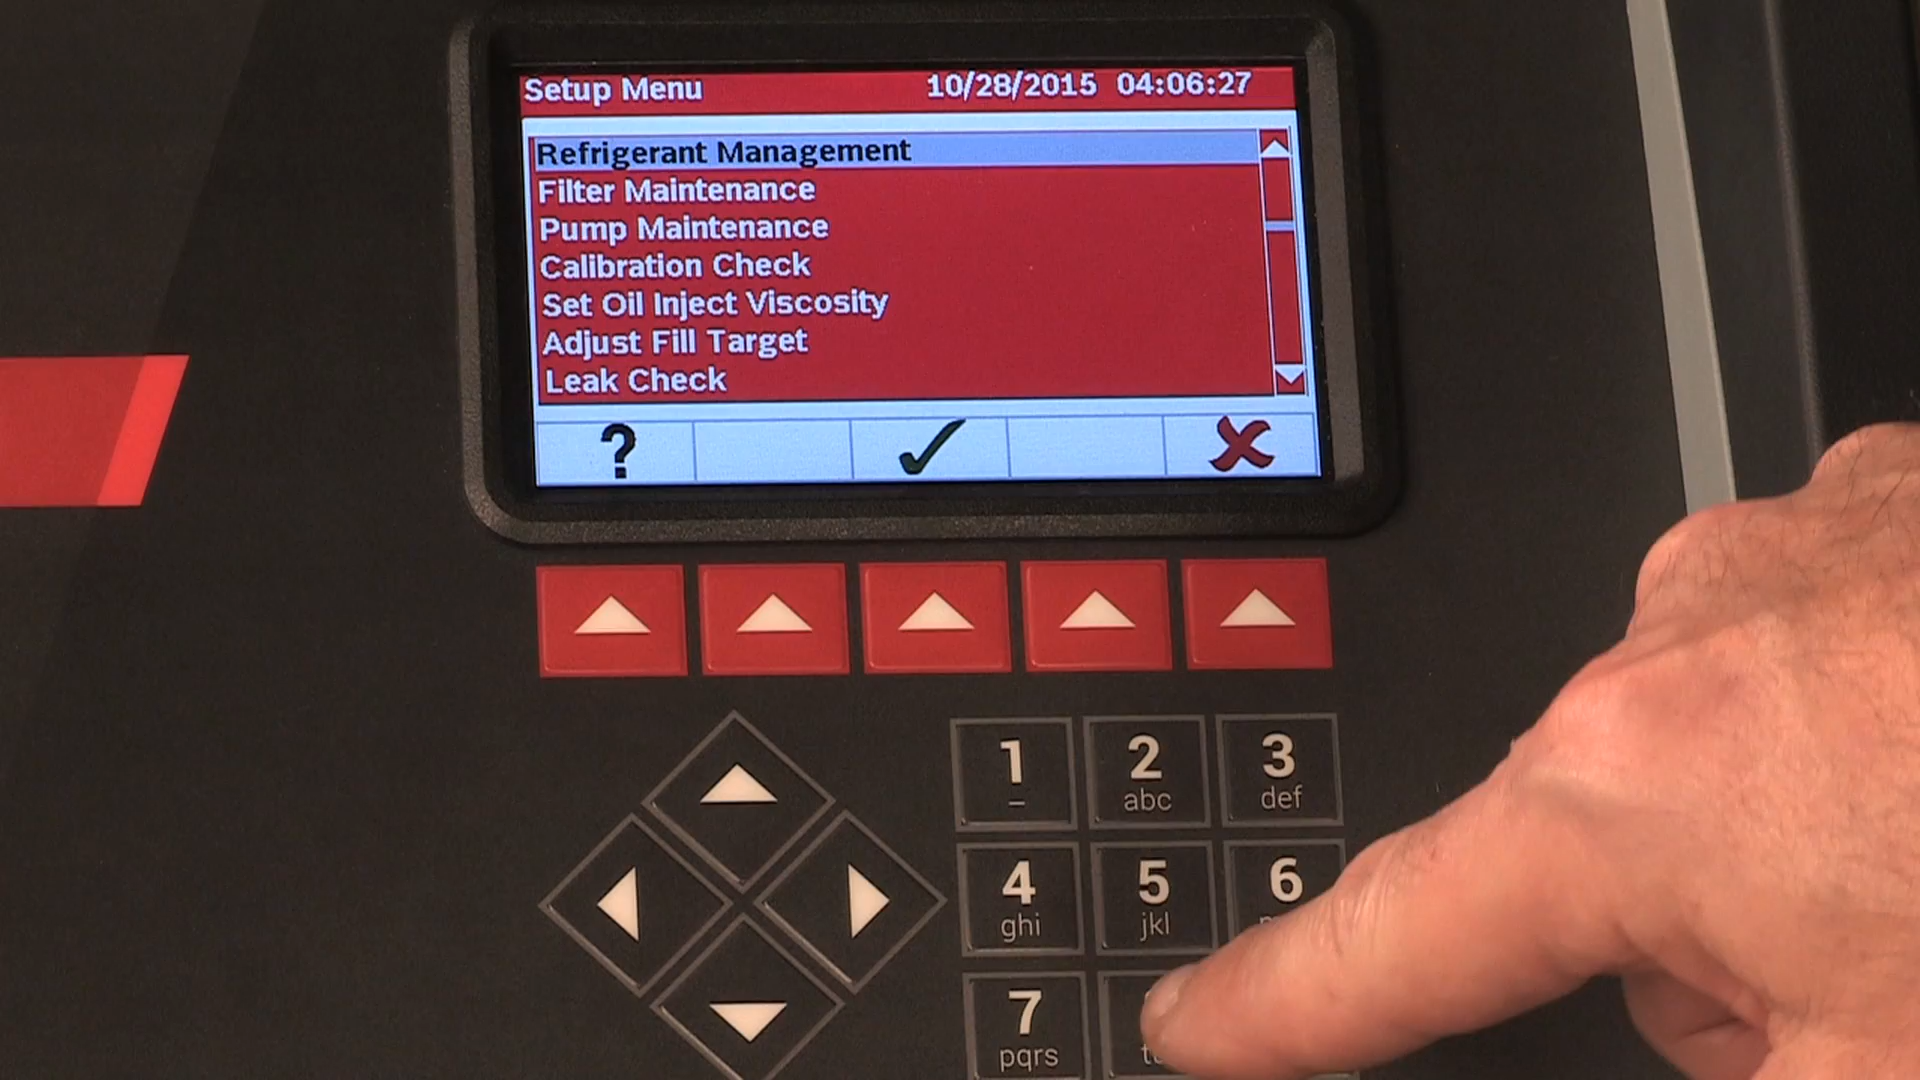 Setup Menu 10/28/2015 04:06:27
Refrigerant Management
Filter Maintenance
Pump Maintenance
Calibration Check
Set Oil Inject Viscosity
Adjust Fill Target
Leak Check
?
1 2 3
_ abc def
4 5 6
ghi jkl
7
pqrs